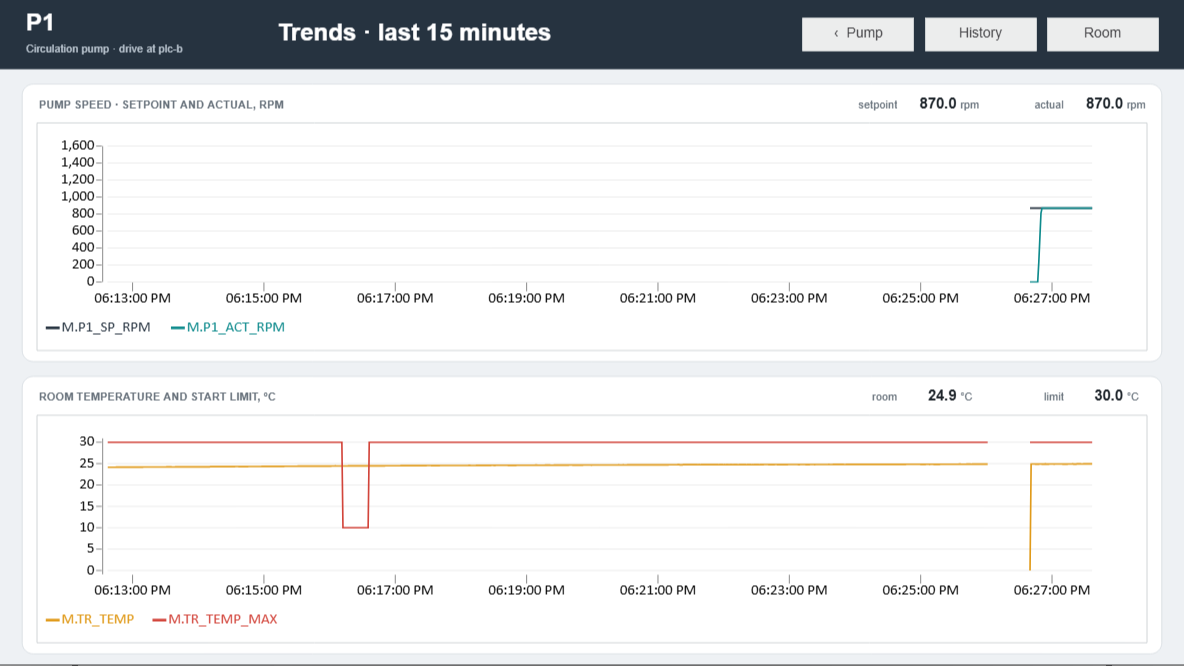 P1
Circulation pump · drive at plc-b
Trends · last 15 minutes
‹ Pump
History
Room
PUMP SPEED · SETPOINT AND ACTUAL, RPM
setpoint 870.0 rpm
actual 870.0 rpm
1,600
1,400
1,200
1,000
800
600
400
200
0
06:13:00 PM 06:15:00 PM 06:17:00 PM 06:19:00 PM 06:21:00 PM 06:23:00 PM 06:25:00 PM 06:27:00 PM
M.P1_SP_RPM M.P1_ACT_RPM
ROOM TEMPERATURE AND START LIMIT, °C
room 24.9 °C
limit 30.0 °C
30
25
20
15
10
5
0
06:13:00 PM 06:15:00 PM 06:17:00 PM 06:19:00 PM 06:21:00 PM 06:23:00 PM 06:25:00 PM 06:27:00 PM
M.TR_TEMP M.TR_TEMP_MAX